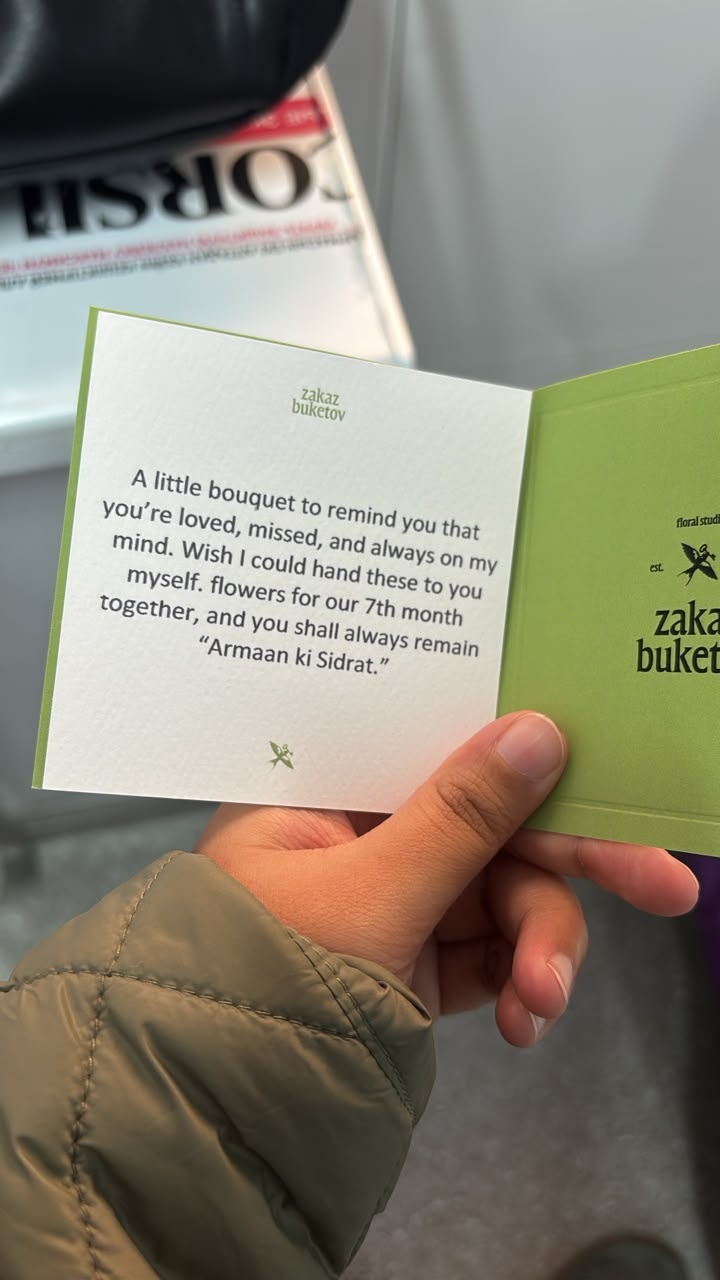 ORSU
zakaz
buketov
A little bouquet to remind you that
you're loved, missed, and always on my
mind. Wish I could hand these to you
myself. flowers for our 7th month
together, and you shall always remain
"Armaan ki Sidrat."
floral studi
est.
zaka
buket